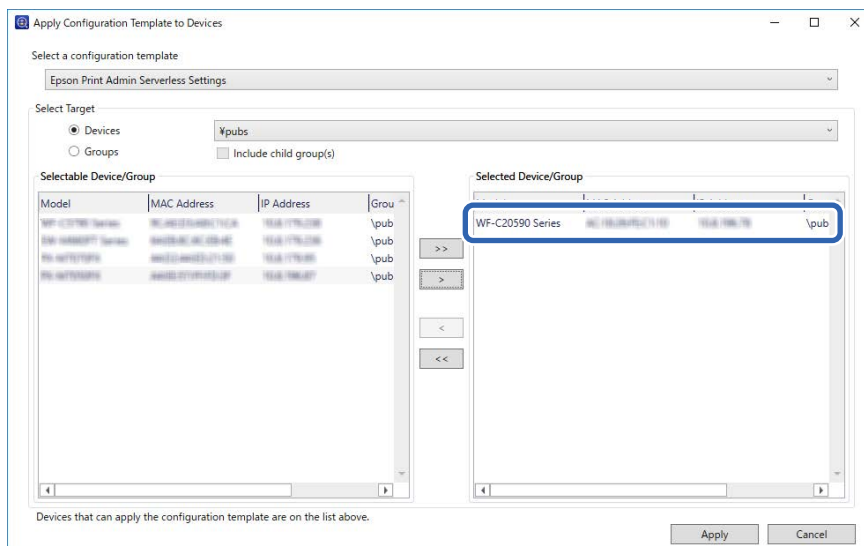 Apply Configuration Template to Devices
Select a configuration template
Epson Print Admin Serverless Settings
Select Target
Devices
¥pubs
Groups
Include child group(s)
Selectable Device/Group
Selected Device/Group
Model MAC Address IP Address Grou
\pub
\pub
\pub
\pub
WF-C20590 Series \pub
>>
>
<
<<
Devices that can apply the configuration template are on the list above.
Apply Cancel